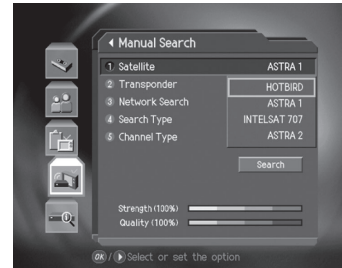 Manual Search
1 Satellite ASTRA 1
2 Transponder HOTBIRD
3 Network Search ASTRA 1
4 Search Type INTELSAT 707
5 Channel Type ASTRA 2
Search
Strength (100%)
Quality (100%)
OK / Select or set the option